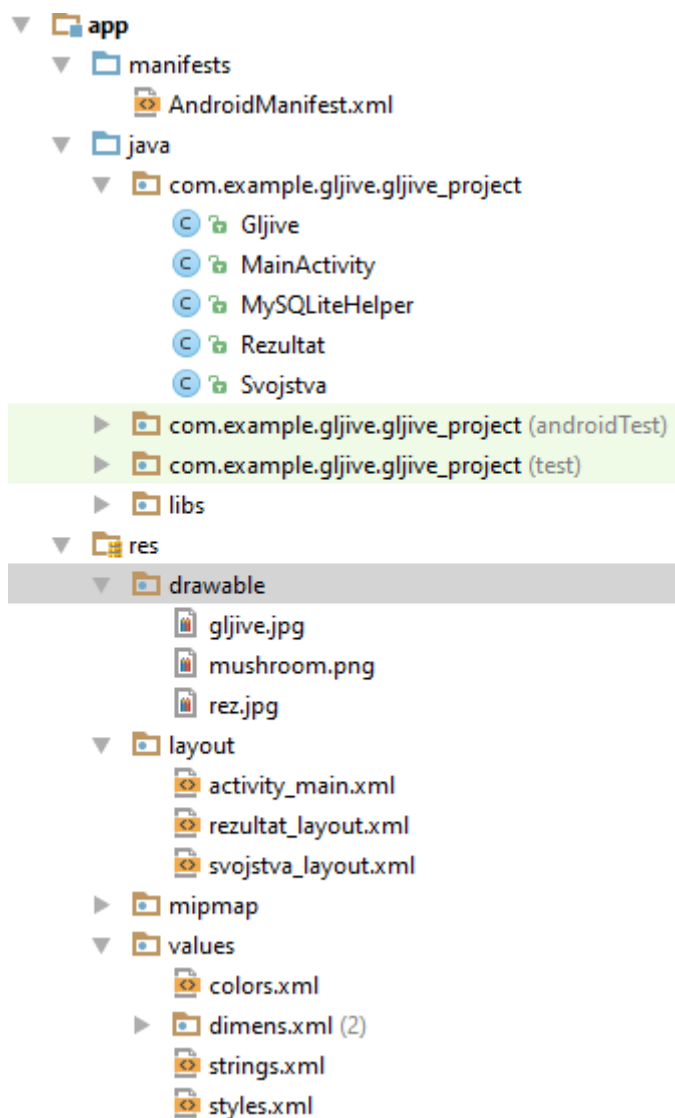 app
manifests
AndroidManifest.xml
java
com.example.gljive.gljive_project
Gljive
MainActivity
MySQLiteHelper
Rezultat
Svojstva
com.example.gljive.gljive_project (androidTest)
com.example.gljive.gljive_project (test)
libs
res
drawable
gljive.jpg
mushroom.png
rez.jpg
layout
activity_main.xml
rezultat_layout.xml
svojstva_layout.xml
mipmap
values
colors.xml
dimens.xml (2)
strings.xml
styles.xml